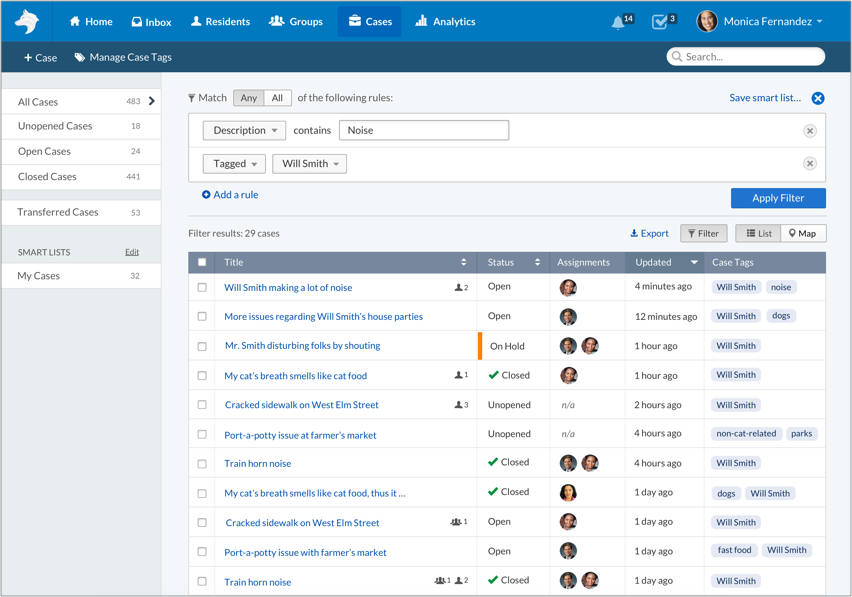 Home Inbox Residents Groups Cases Analytics 14 3 Monica Fernandez
+ Case Manage Case Tags Search...
All Cases 483
Unopened Cases 18
Open Cases 24
Closed Cases 441
Transferred Cases 53
SMART LISTS Edit
My Cases 32
Match Any All of the following rules: Save smart list...
Description contains Noise
Tagged Will Smith
Add a rule
Apply Filter
Filter results: 29 cases Export Filter List Map
Title Status Assignments Updated Case Tags
Will Smith making a lot of noise 2 Open 4 minutes ago Will Smith noise
More issues regarding Will Smith's house parties Open 12 minutes ago Will Smith dogs
Mr. Smith disturbing folks by shouting On Hold 1 hour ago Will Smith
My cat's breath smells like cat food 1 Closed 1 hour ago Will Smith
Cracked sidewalk on West Elm Street 3 Unopened n/a 2 hours ago Will Smith
Port-a-potty issue at farmer's market Unopened n/a 4 hours ago non-cat-related parks
Train horn noise Closed 4 hours ago Will Smith
My cat's breath smells like cat food, thus it ... Closed 1 day ago dogs Will Smith
Cracked sidewalk on West Elm Street 1 Open 1 day ago Will Smith
Port-a-potty issue with farmer's market Open 1 day ago fast food Will Smith
Train horn noise 1 2 Closed 1 day ago Will Smith